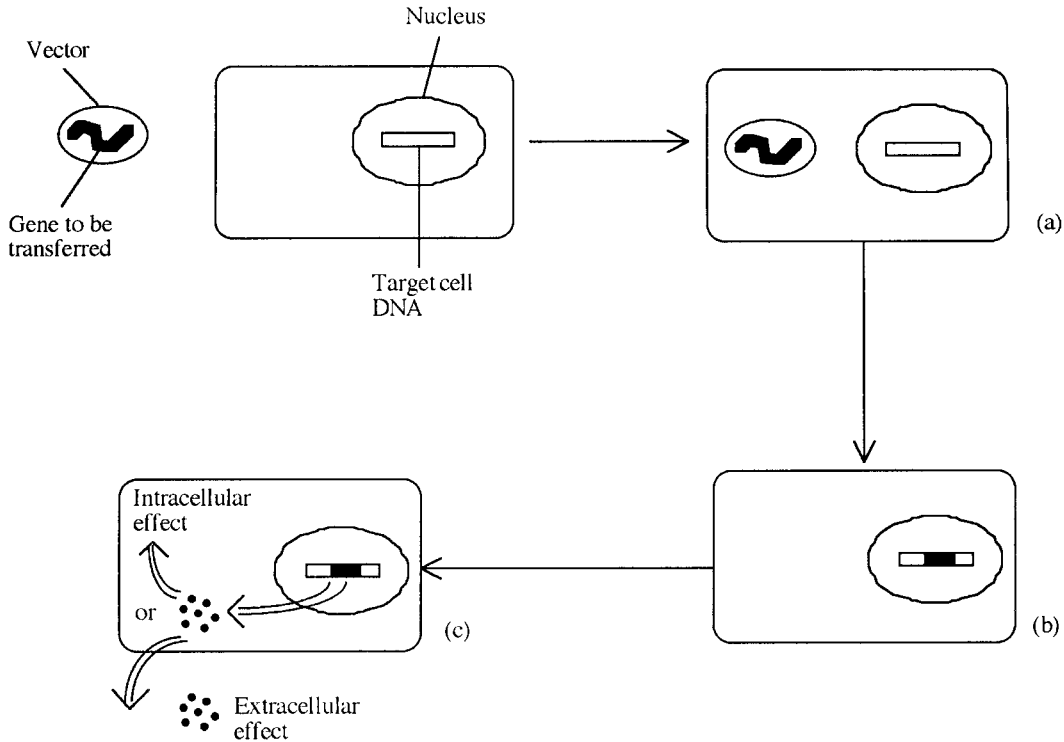 Nucleus
Vector
Gene to be
transferred
Target cell
DNA
(a)
Intracellular
effect
or
(c)
(b)
Extracellular
effect